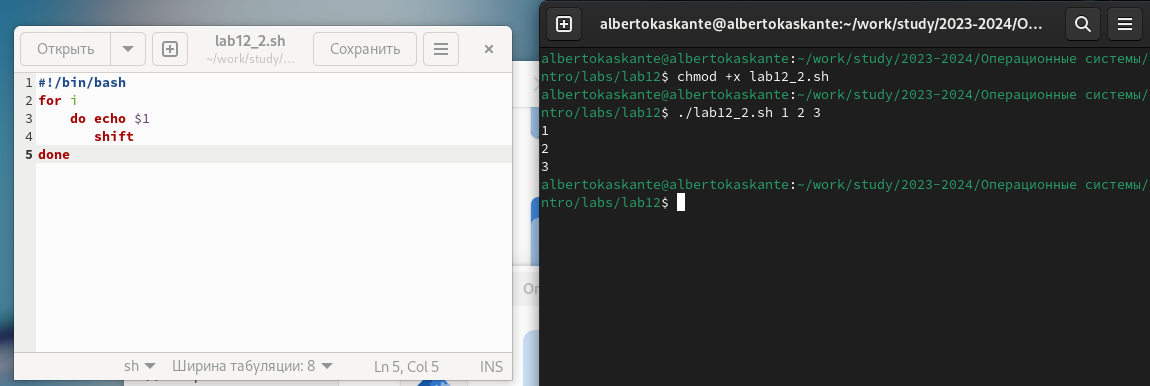 Открыть
lab12_2.sh
~/work/study/...
Сохранить
1 #!/bin/bash
2 for i
3     do echo $1
4        shift
5 done
sh
Ширина табуляции: 8
Ln 5, Col 5
INS
albertokaskante@albertokaskante:~/work/study/2023-2024/О...
albertokaskante@albertokaskante:~/work/study/2023-2024/Операционные системы/
ntro/labs/lab12$ chmod +x lab12_2.sh
albertokaskante@albertokaskante:~/work/study/2023-2024/Операционные системы/
ntro/labs/lab12$ ./lab12_2.sh 1 2 3
1
2
3
albertokaskante@albertokaskante:~/work/study/2023-2024/Операционные системы/
ntro/labs/lab12$